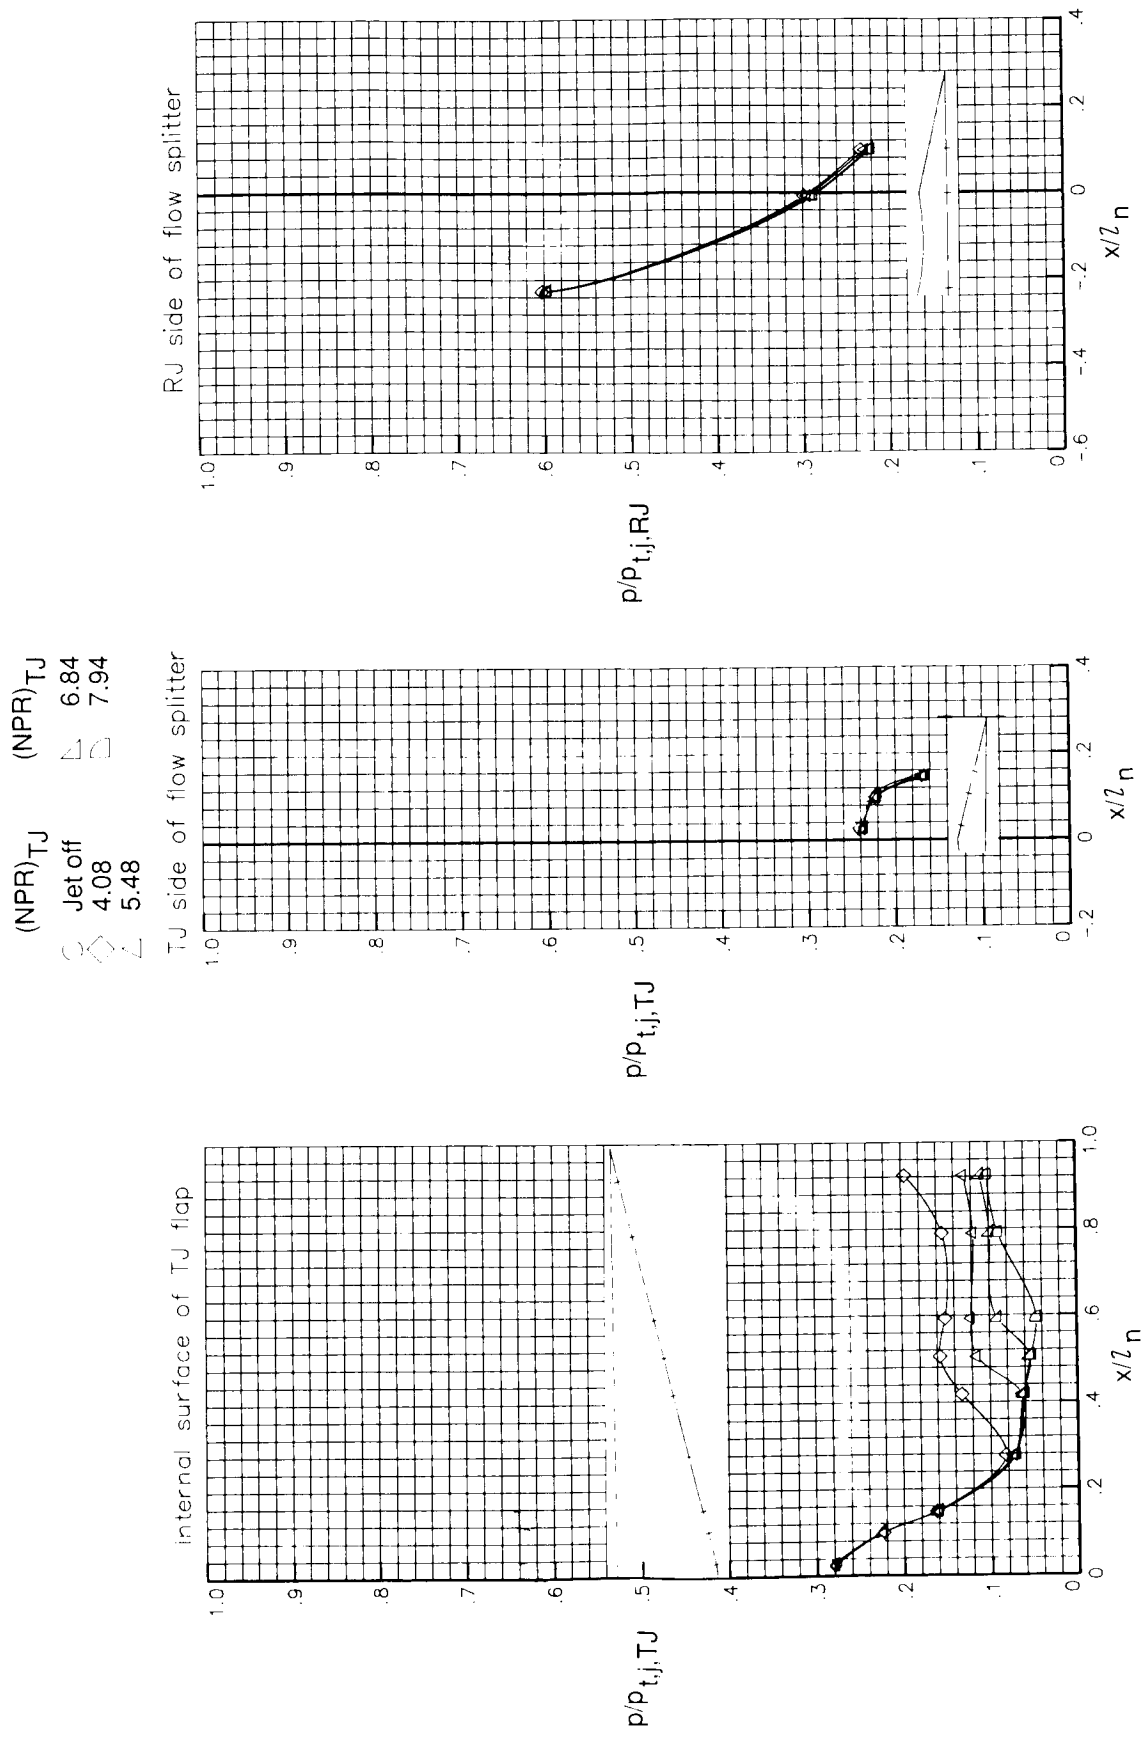 (NPR)TJ (NPR)TJ
Jet off 6.84
4.08 7.94
5.48
internal surface of TJ flap
p/pt,j,TJ
1.0
.9
.8
.7
.6
.5
.4
.3
.2
.1
0
0 .2 .4 .6 .8 1.0
x/ln
TJ side of flow splitter
p/pt,j,TJ
1.0
.9
.8
.7
.6
.5
.4
.3
.2
.1
0
-.2 0 .2 .4
x/ln
RJ side of flow splitter
p/pt,j,RJ
1.0
.9
.8
.7
.6
.5
.4
.3
.2
.1
0
-.6 -.4 -.2 0 .2 .4
x/ln